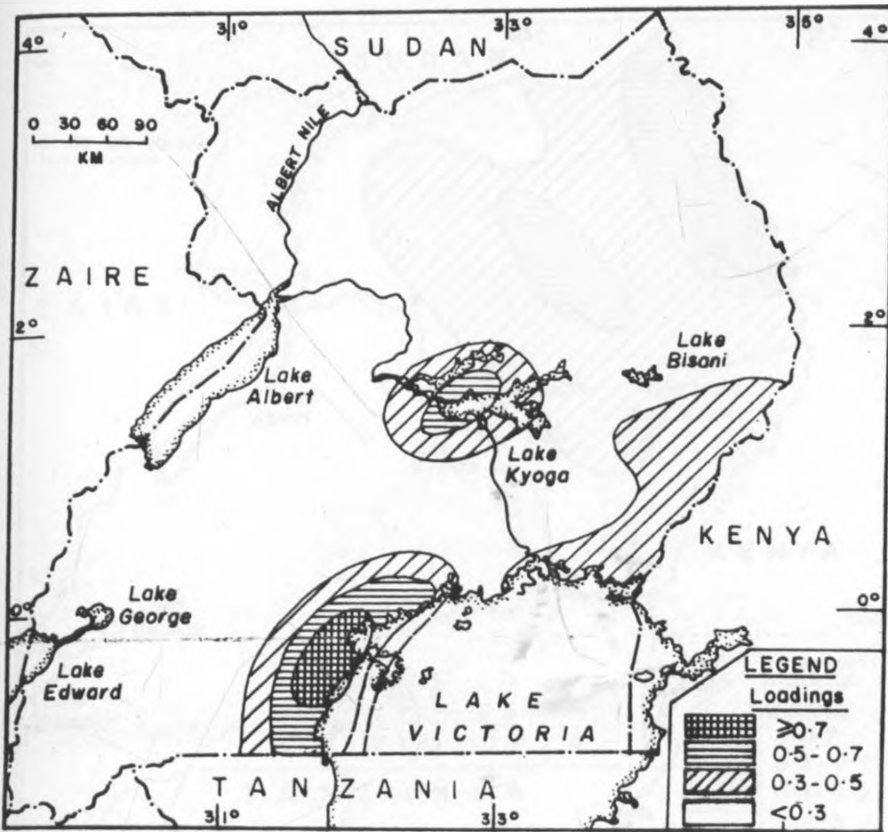 31° 33° 35°
4° 4°
SUDAN
0 30 60 90
KM
ALBERT NILE
ZAIRE
2° 2°
Lake
Bisani
Lake
Albert
Lake
Kyoga
KENYA
Lake
George
0° 0°
Lake
Edward
LAKE
VICTORIA
TANZANIA
31° 33°
LEGEND
Loadings
≥0.7
0.5-0.7
0.3-0.5
<0.3